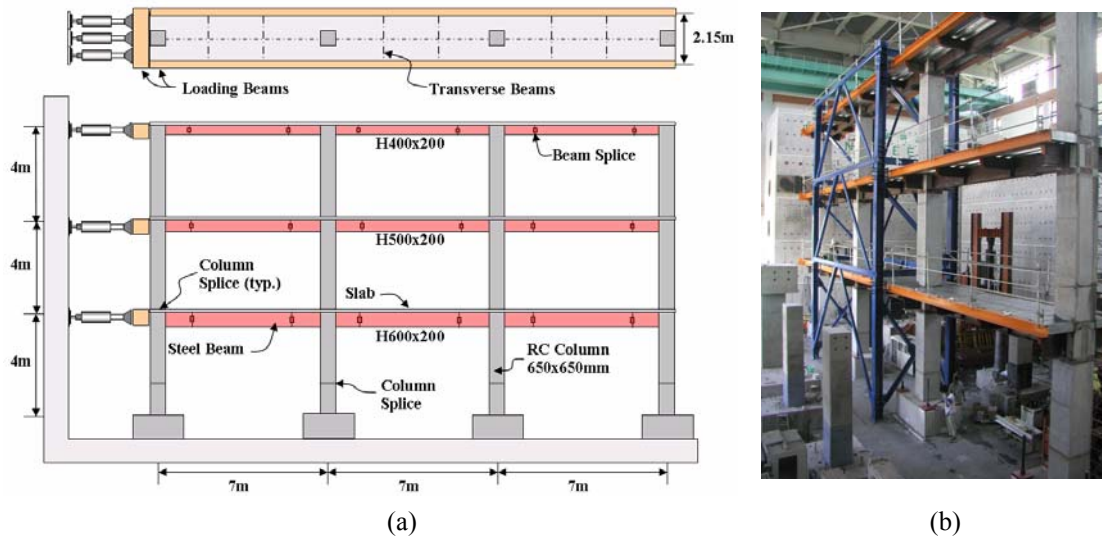 2.15m
Loading Beams
Transverse Beams
H400x200
Beam Splice
4m
H500x200
4m
Column
Splice (typ.)
Slab
Steel Beam
H600x200
4m
RC Column
650x650mm
Column
Splice
7m
7m
7m
(a)
(b)